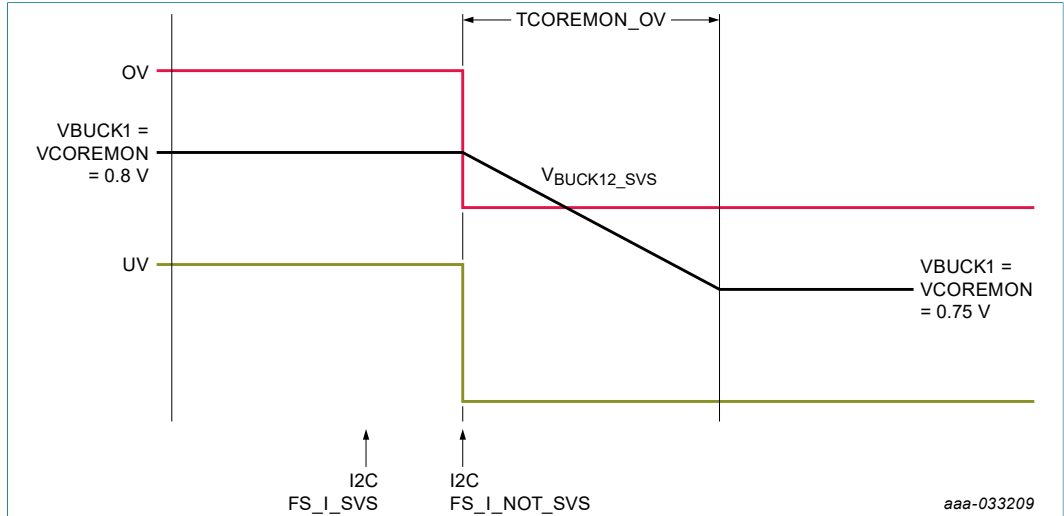 TCOREMON_OV
OV
VBUCK1 =
VCOREMON
= 0.8 V
VBUCK12_SVS
UV
VBUCK1 =
VCOREMON
= 0.75 V
I2C
FS_I_SVS
I2C
FS_I_NOT_SVS
aaa-033209